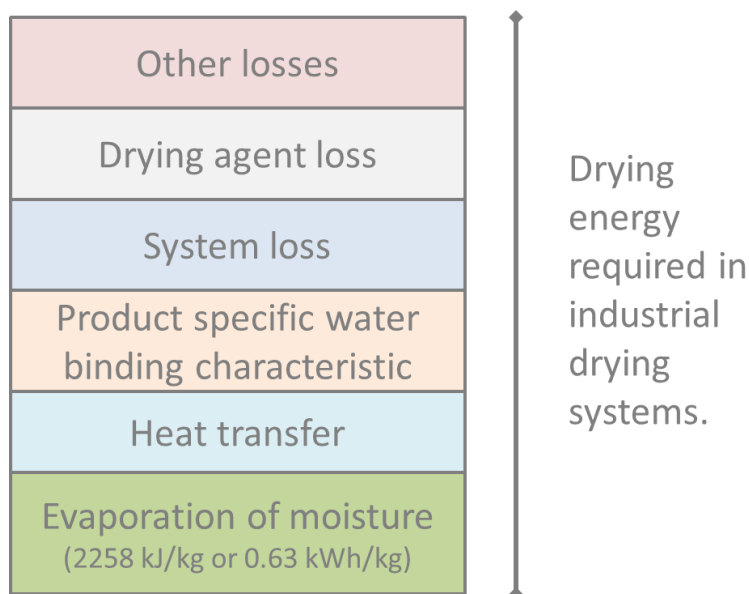 Other losses
Drying agent loss
System loss
Product specific water
binding characteristic
Heat transfer
Evaporation of moisture
(2258 kJ/kg or 0.63 kWh/kg)
Drying
energy
required in
industrial
drying
systems.